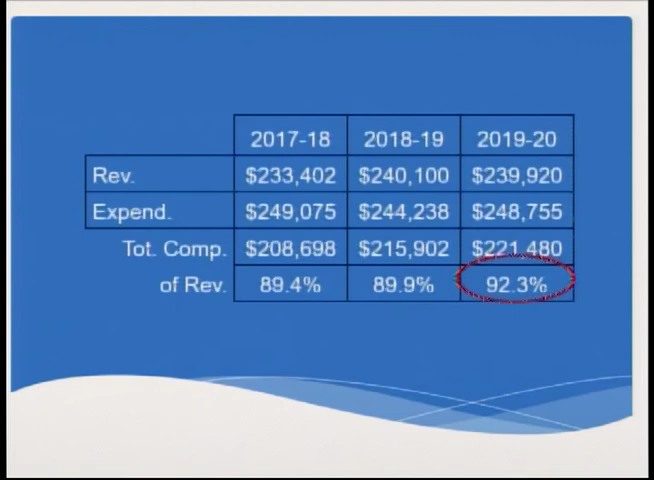 2017-18 2018-19 2019-20
Rev. $233,402 $240,100 $239,920
Expend. $249,075 $244,238 $248,755
Tot. Comp. $208,698 $215,902 $221,480
of Rev. 89.4% 89.9% 92.3%